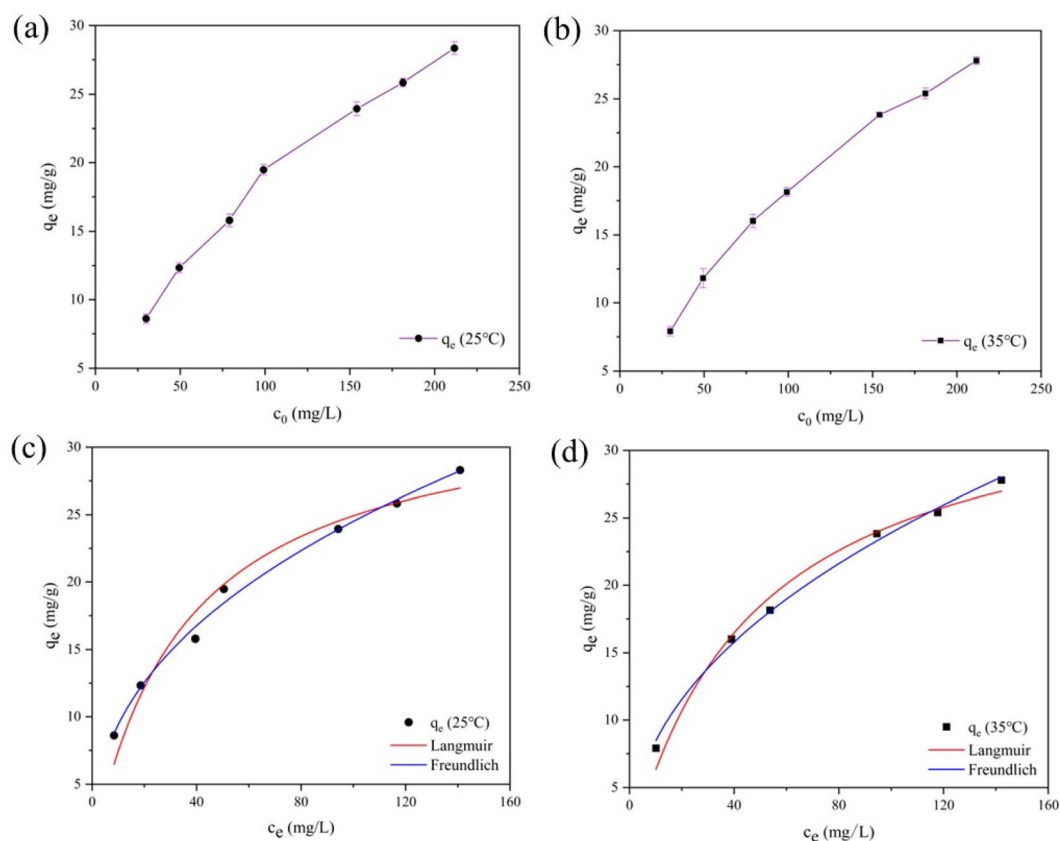 (a)
30
25
20
15
10
5
qe (mg/g)
qe (25°C)
0 50 100 150 200 250
c0 (mg/L)
(b)
30
25
20
15
10
5
qe (mg/g)
qe (35°C)
0 50 100 150 200 250
c0 (mg/L)
(c)
30
25
20
15
10
5
qe (mg/g)
qe (25°C)
Langmuir
Freundlich
0 40 80 120 160
ce (mg/L)
(d)
30
25
20
15
10
5
qe (mg/g)
qe (35°C)
Langmuir
Freundlich
0 40 80 120 160
ce (mg/L)